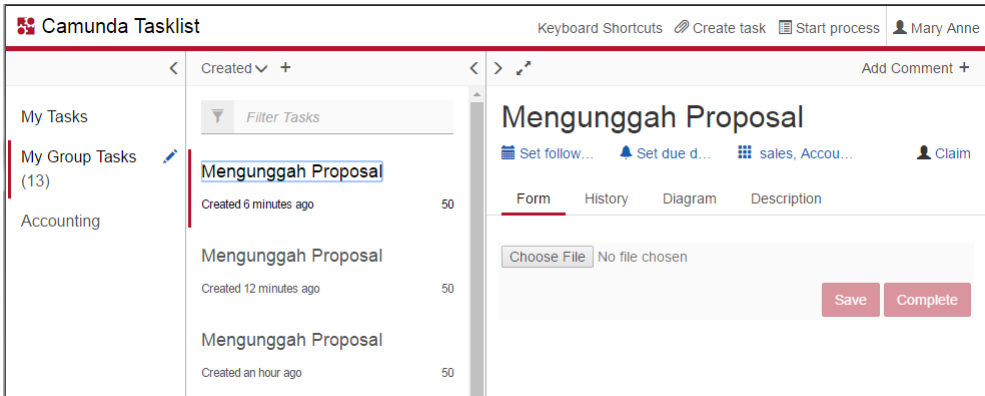 Camunda Tasklist
Keyboard Shortcuts Create task Start process Mary Anne
Created +
Add Comment +
My Tasks
My Group Tasks
(13)
Accounting
Filter Tasks
Mengunggah Proposal
Created 6 minutes ago 50
Mengunggah Proposal
Created 12 minutes ago 50
Mengunggah Proposal
Created an hour ago 50
Mengunggah Proposal
Set follow... Set due d... sales, Accou... Claim
Form History Diagram Description
Choose File No file chosen
Save Complete